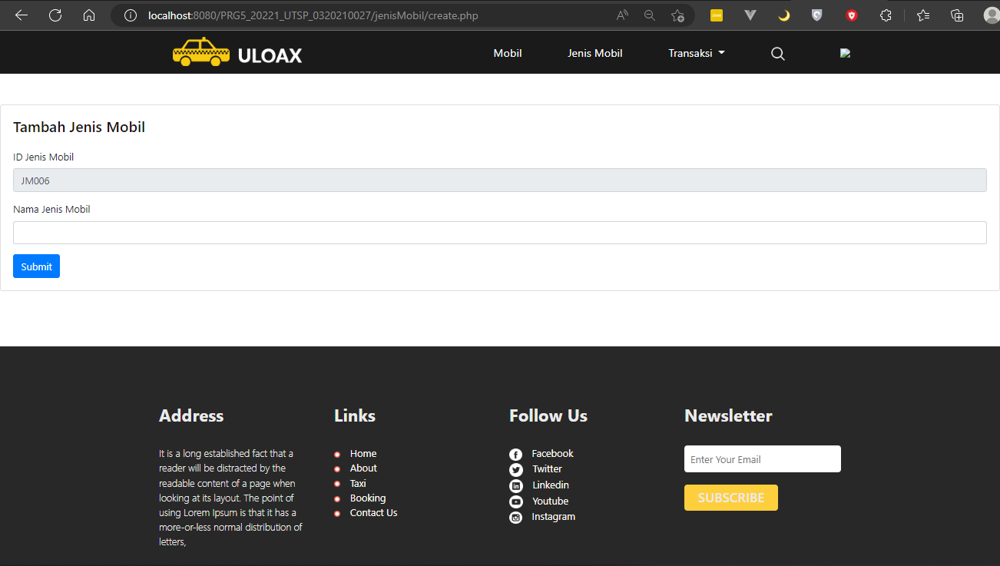 localhost:8080/PRG5_20221_UTSP_0320210027/jenisMobil/create.php
ULOAX
Mobil
Jenis Mobil
Transaksi
Tambah Jenis Mobil
ID Jenis Mobil
JM006
Nama Jenis Mobil
Submit
Address
It is a long established fact that a
reader will be distracted by the
readable content of a page when
looking at its layout. The point of
using Lorem Ipsum is that it has a
more-or-less normal distribution of
letters,
Links
Home
About
Taxi
Booking
Contact Us
Follow Us
Facebook
Twitter
Linkedin
Youtube
Instagram
Newsletter
Enter Your Email
SUBSCRIBE